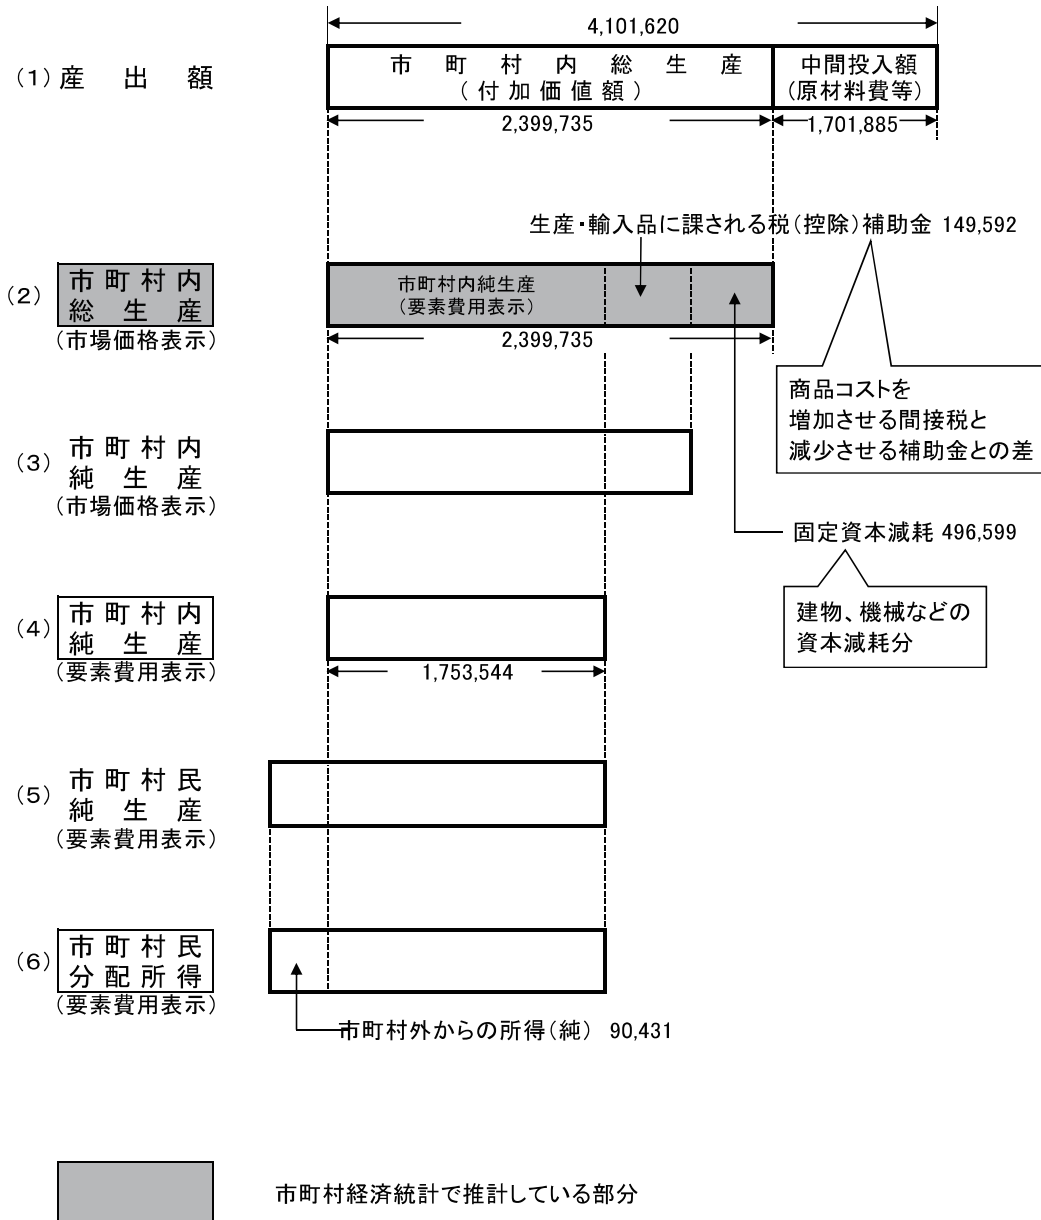 4,101,620
(1)産出額
市町村内総生産
(付加価値額)
中間投入額
(原材料費等)
2,399,735
1,701,885
生産・輸入品に課される税(控除)補助金 149,592
(2)
市町村内
総生産
(市場価格表示)
市町村内純生産
(要素費用表示)
2,399,735
商品コストを
増加させる間接税と
減少させる補助金との差
(3)
市町村内
純生産
(市場価格表示)
固定資本減耗 496,599
建物、機械などの
資本減耗分
(4)
市町村内
純生産
(要素費用表示)
1,753,544
(5)
市町村民
純生産
(要素費用表示)
(6)
市町村民
分配所得
(要素費用表示)
市町村外からの所得(純) 90,431
市町村経済統計で推計している部分